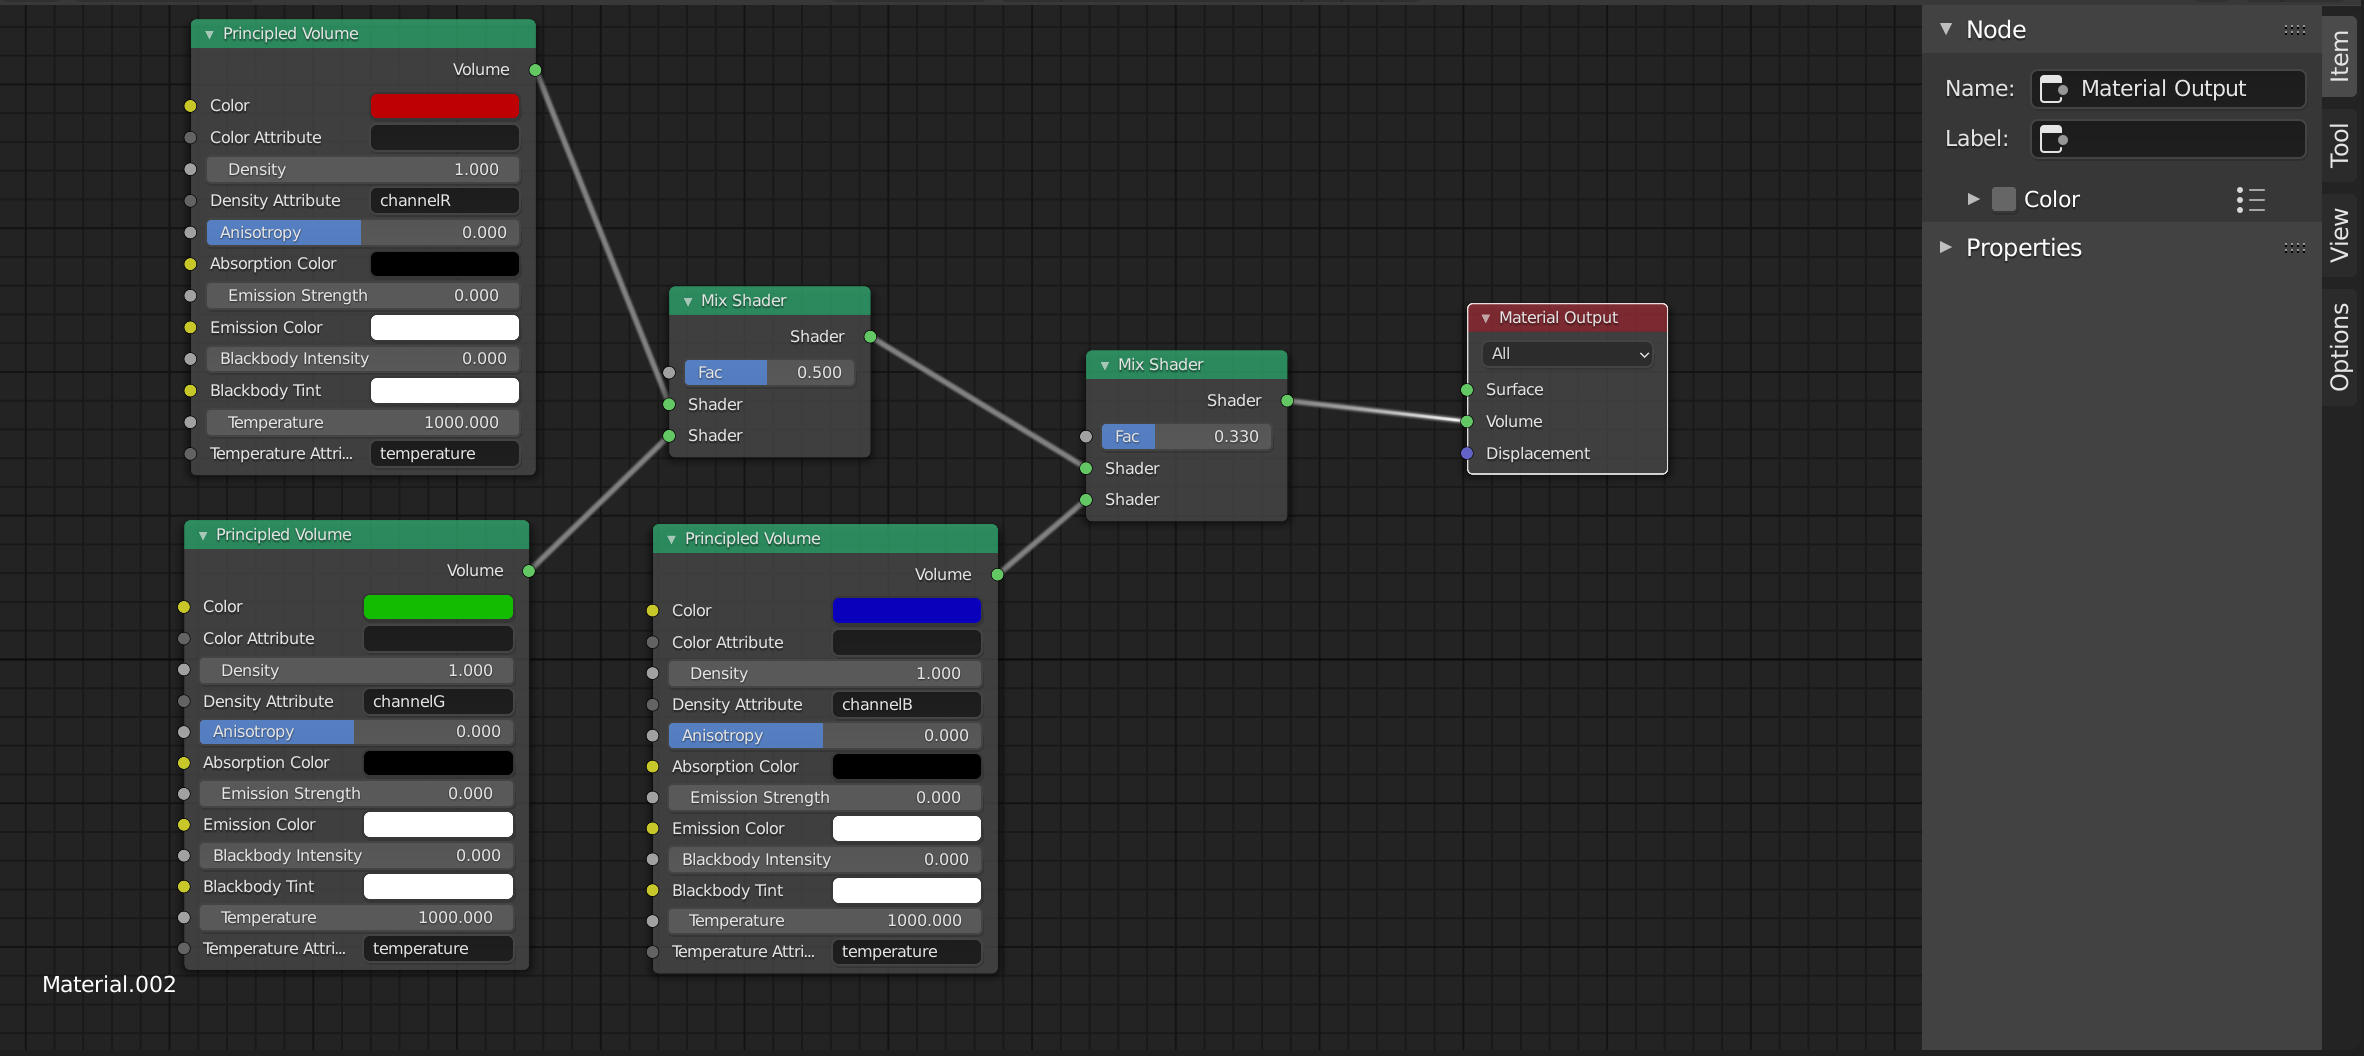 Principled Volume
Volume
Color
Color Attribute
Density 1.000
Density Attribute channelR
Anisotropy 0.000
Absorption Color
Emission Strength 0.000
Emission Color
Blackbody Intensity 0.000
Blackbody Tint
Temperature 1000.000
Temperature Attri... temperature
Principled Volume
Volume
Color
Color Attribute
Density 1.000
Density Attribute channelG
Anisotropy 0.000
Absorption Color
Emission Strength 0.000
Emission Color
Blackbody Intensity 0.000
Blackbody Tint
Temperature 1000.000
Temperature Attri... temperature
Material.002
Mix Shader
Shader
Fac 0.500
Shader
Shader
Principled Volume
Volume
Color
Color Attribute
Density 1.000
Density Attribute channelB
Anisotropy 0.000
Absorption Color
Emission Strength 0.000
Emission Color
Blackbody Intensity 0.000
Blackbody Tint
Temperature 1000.000
Temperature Attri... temperature
Mix Shader
Shader
Fac 0.330
Shader
Shader
Material Output
All
Surface
Volume
Displacement
Node
Name: Material Output
Label:
Color
Properties
Item
Tool
View
Options